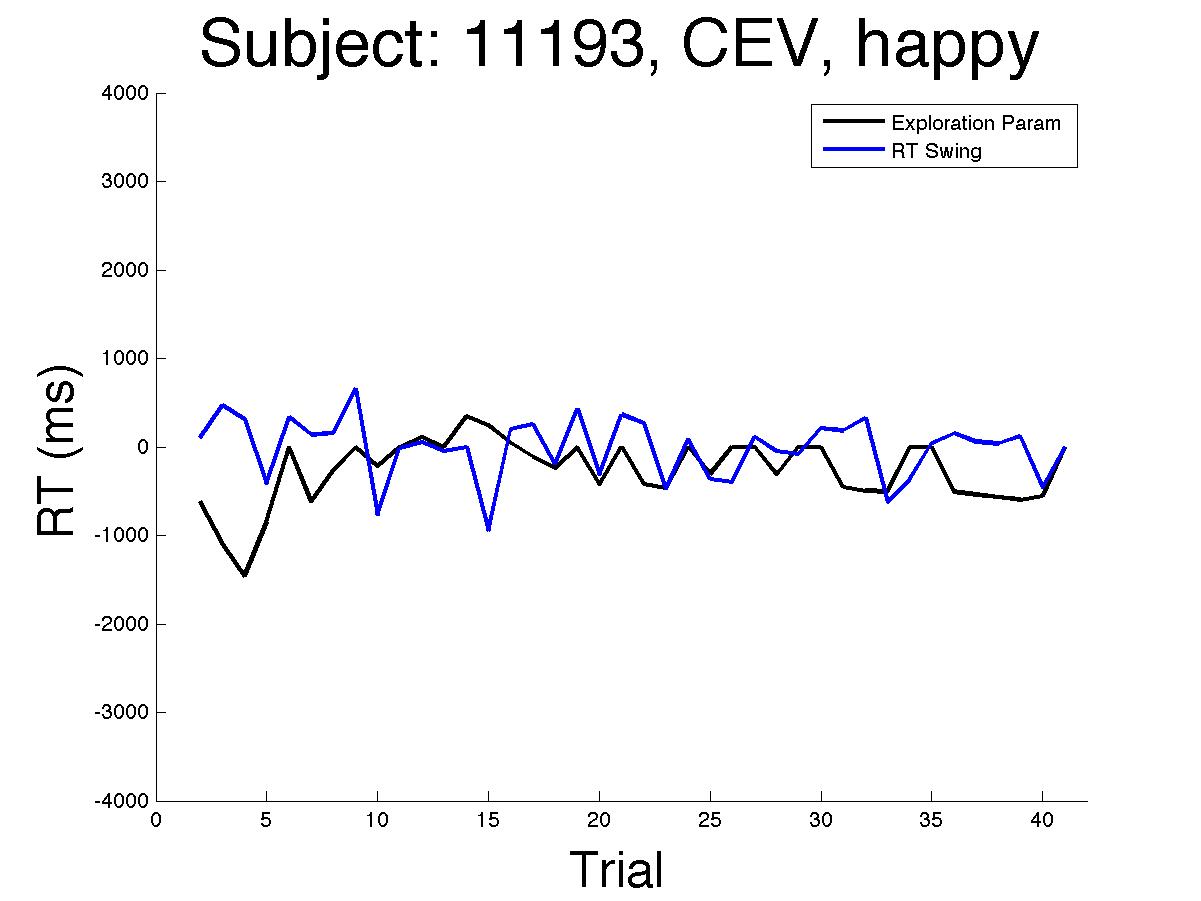 Subject: 11193, CEV, happy
4000
3000
2000
1000
0
-1000
-2000
-3000
-4000
RT (ms)
Exploration Param
RT Swing
0 5 10 15 20 25 30 35 40
Trial